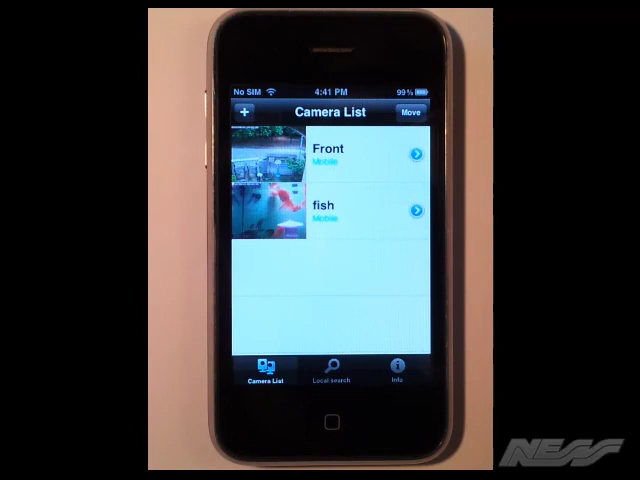 No SIM 4:41 PM 99%
+ Camera List Move
Front
Mobile
fish
Mobile
Camera List Local search Info
NESS